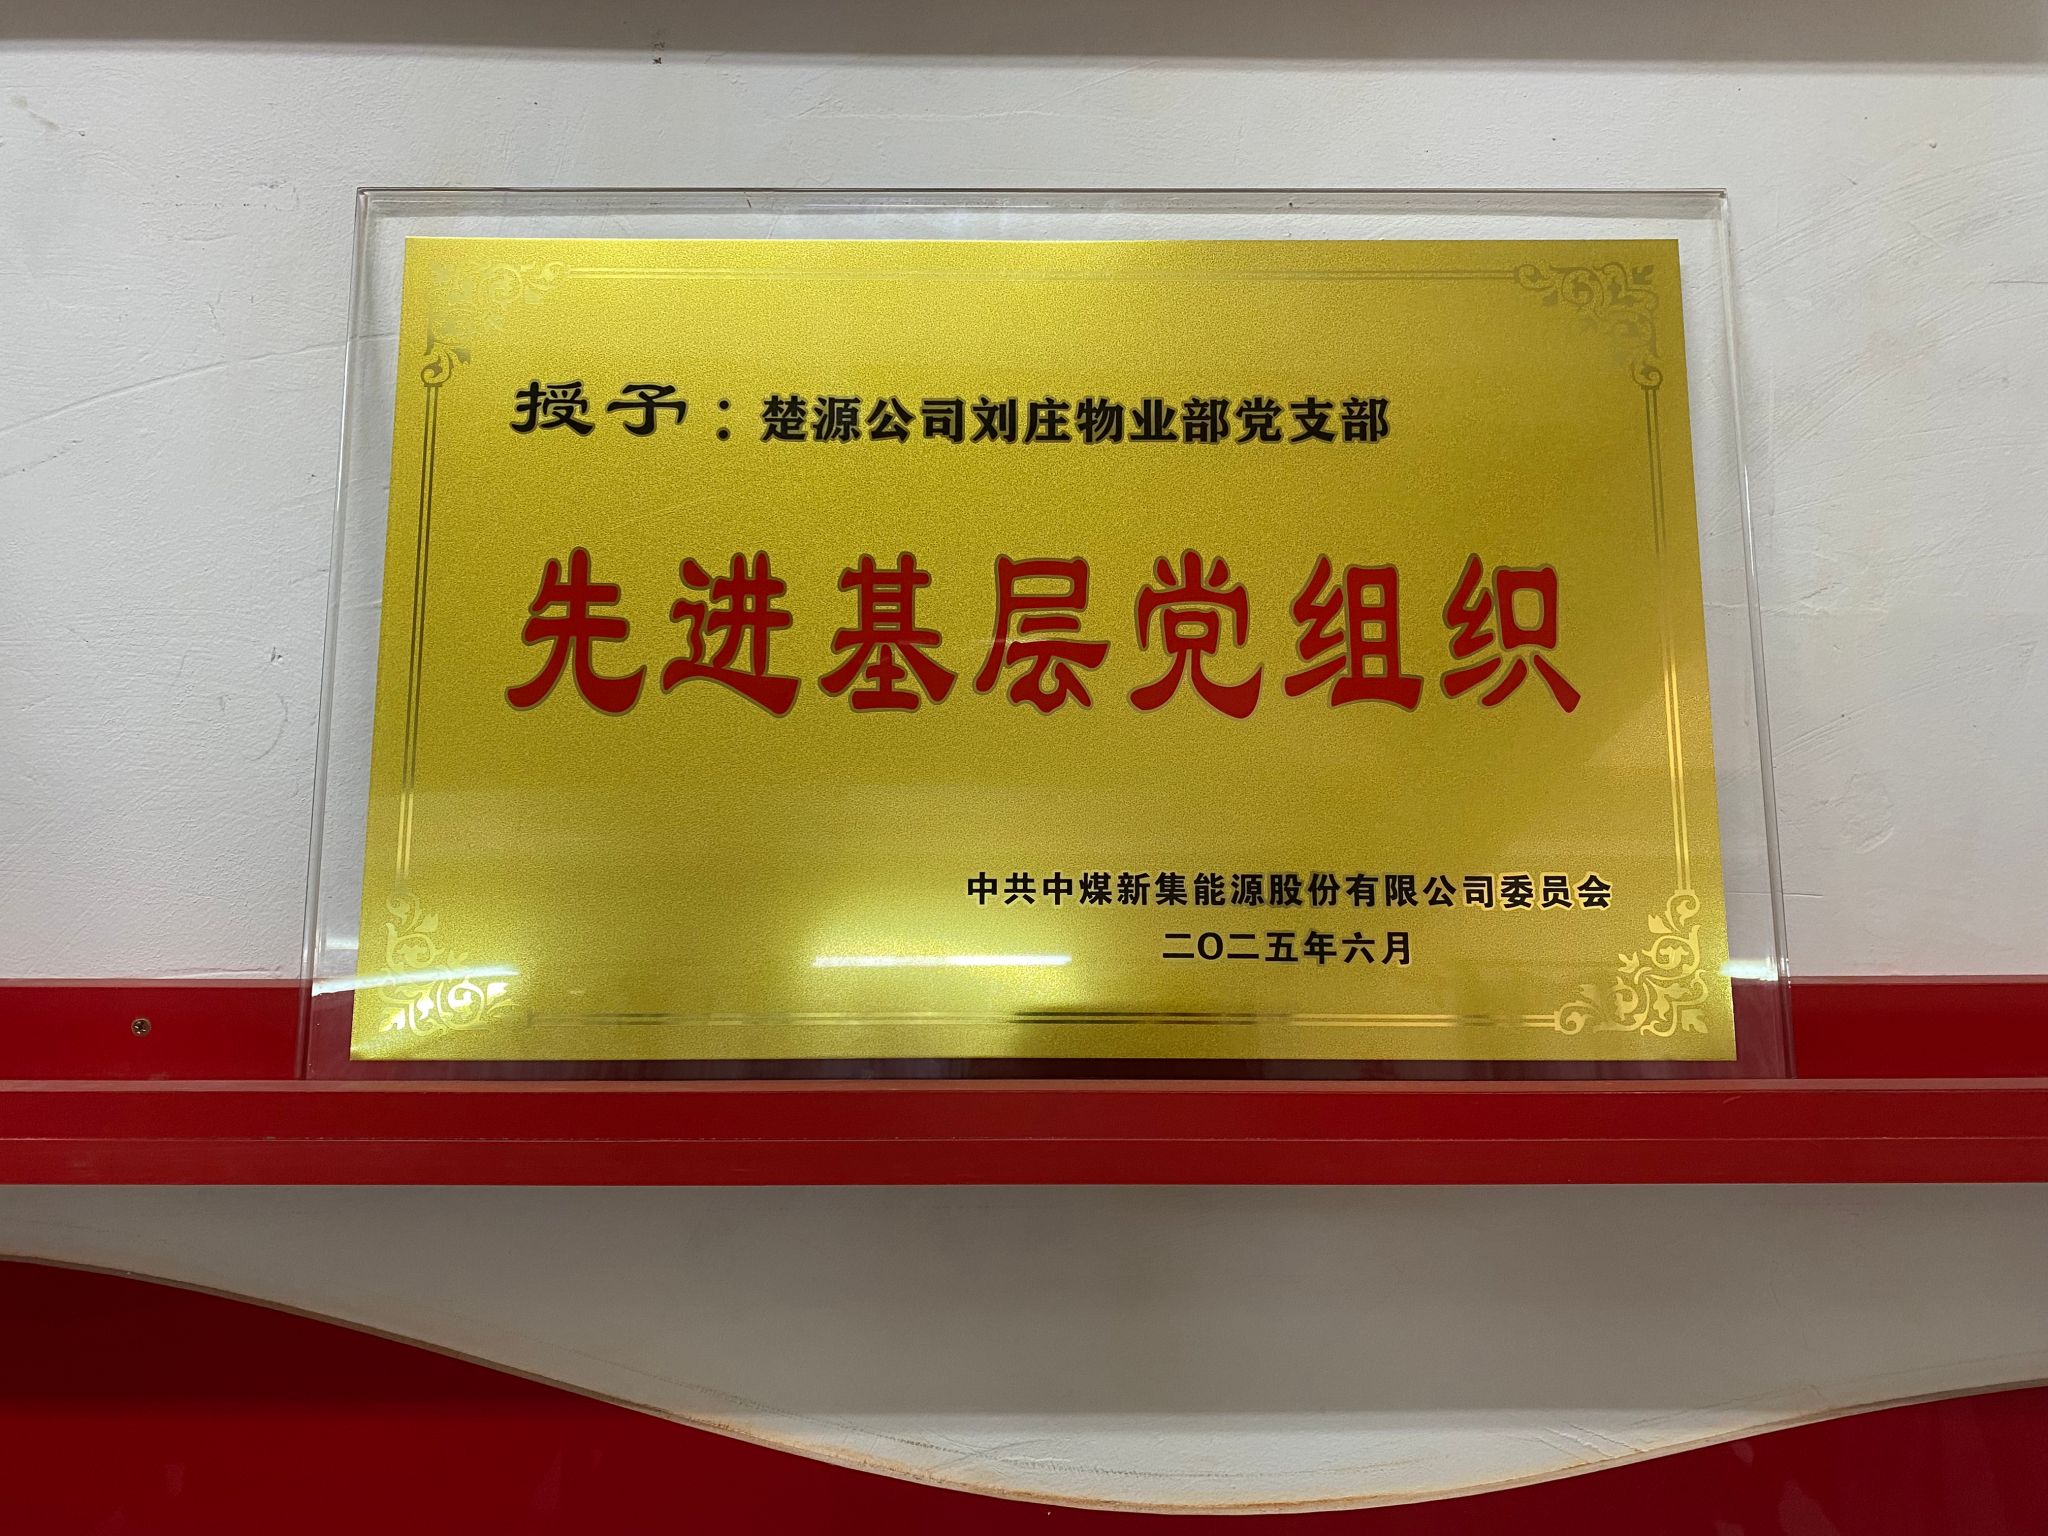 授予：楚源公司刘庄物业部党支部
先进基层党组织
中共中煤新集能源股份有限公司委员会
二〇二五年六月